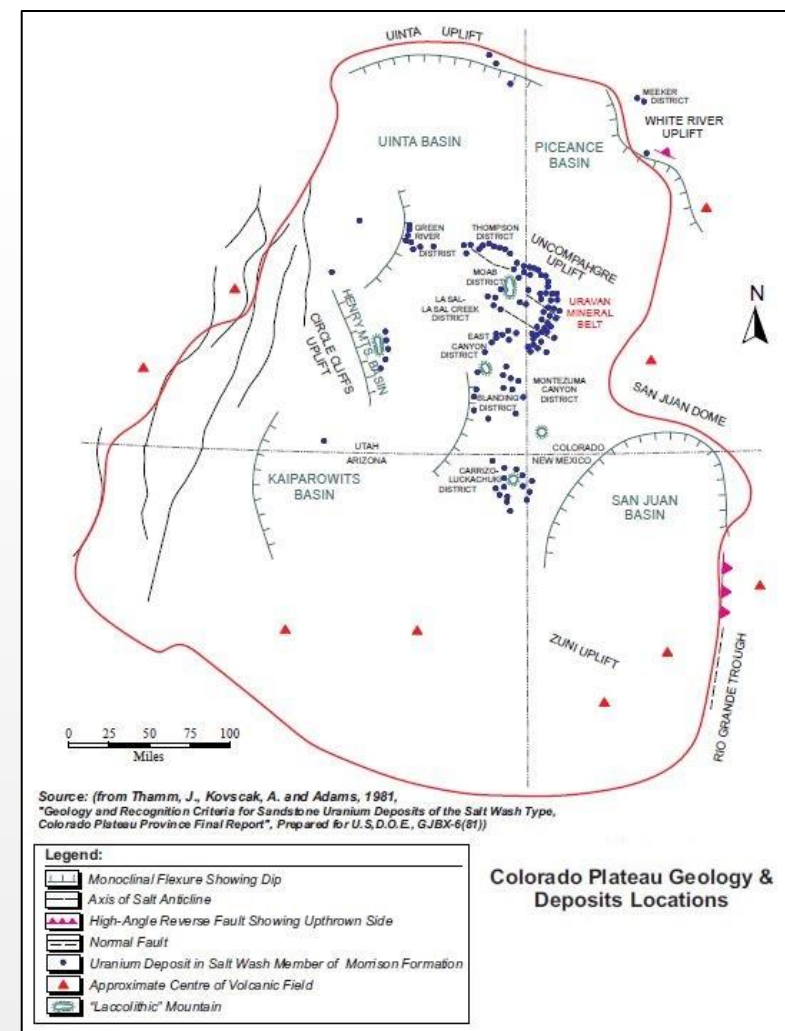 UINTA UPLIFT
MEEKER
DISTRICT
WHITE RIVER
UPLIFT
UINTA BASIN
PICEANCE
BASIN
GREEN
RIVER
DISTRIST
THOMPSON
DISTRICT
UNCOMPAHGRE
UPLIFT
MOAB
DISTRICT
LA SAL-
LA SAL CREEK
DISTRICT
URAVAN
MINERAL
BELT
N
HENRY MTS. BASIN
CIRCLE CLIFFS
UPLIFT
EAST
CANYON
DISTRICT
MONTEZUMA
CANYON
DISTRICT
BLANDING
DISTRICT
SAN JUAN DOME
UTAH
ARIZONA
COLORADO
NEW MEXICO
KAIPAROWITS
BASIN
CARRIZO-
LUCKACHUKI
DISTRICT
SAN JUAN
BASIN
ZUNI UPLIFT
RIO GRANDE TROUGH
0 25 50 75 100
Miles
Source: (from Thamm, J., Kovscak, A. and Adams, 1981,
"Geology and Recognition Criteria for Sandstone Uranium Deposits of the Salt Wash Type,
Colorado Plateau Province Final Report", Prepared for U.S,D.O.E., GJBX-6(81))
Legend:
Monoclinal Flexure Showing Dip
Axis of Salt Anticline
High-Angle Reverse Fault Showing Upthrown Side
Normal Fault
Uranium Deposit in Salt Wash Member of Morrison Formation
Approximate Centre of Volcanic Field
"Laccolithic" Mountain
Colorado Plateau Geology &
Deposits Locations